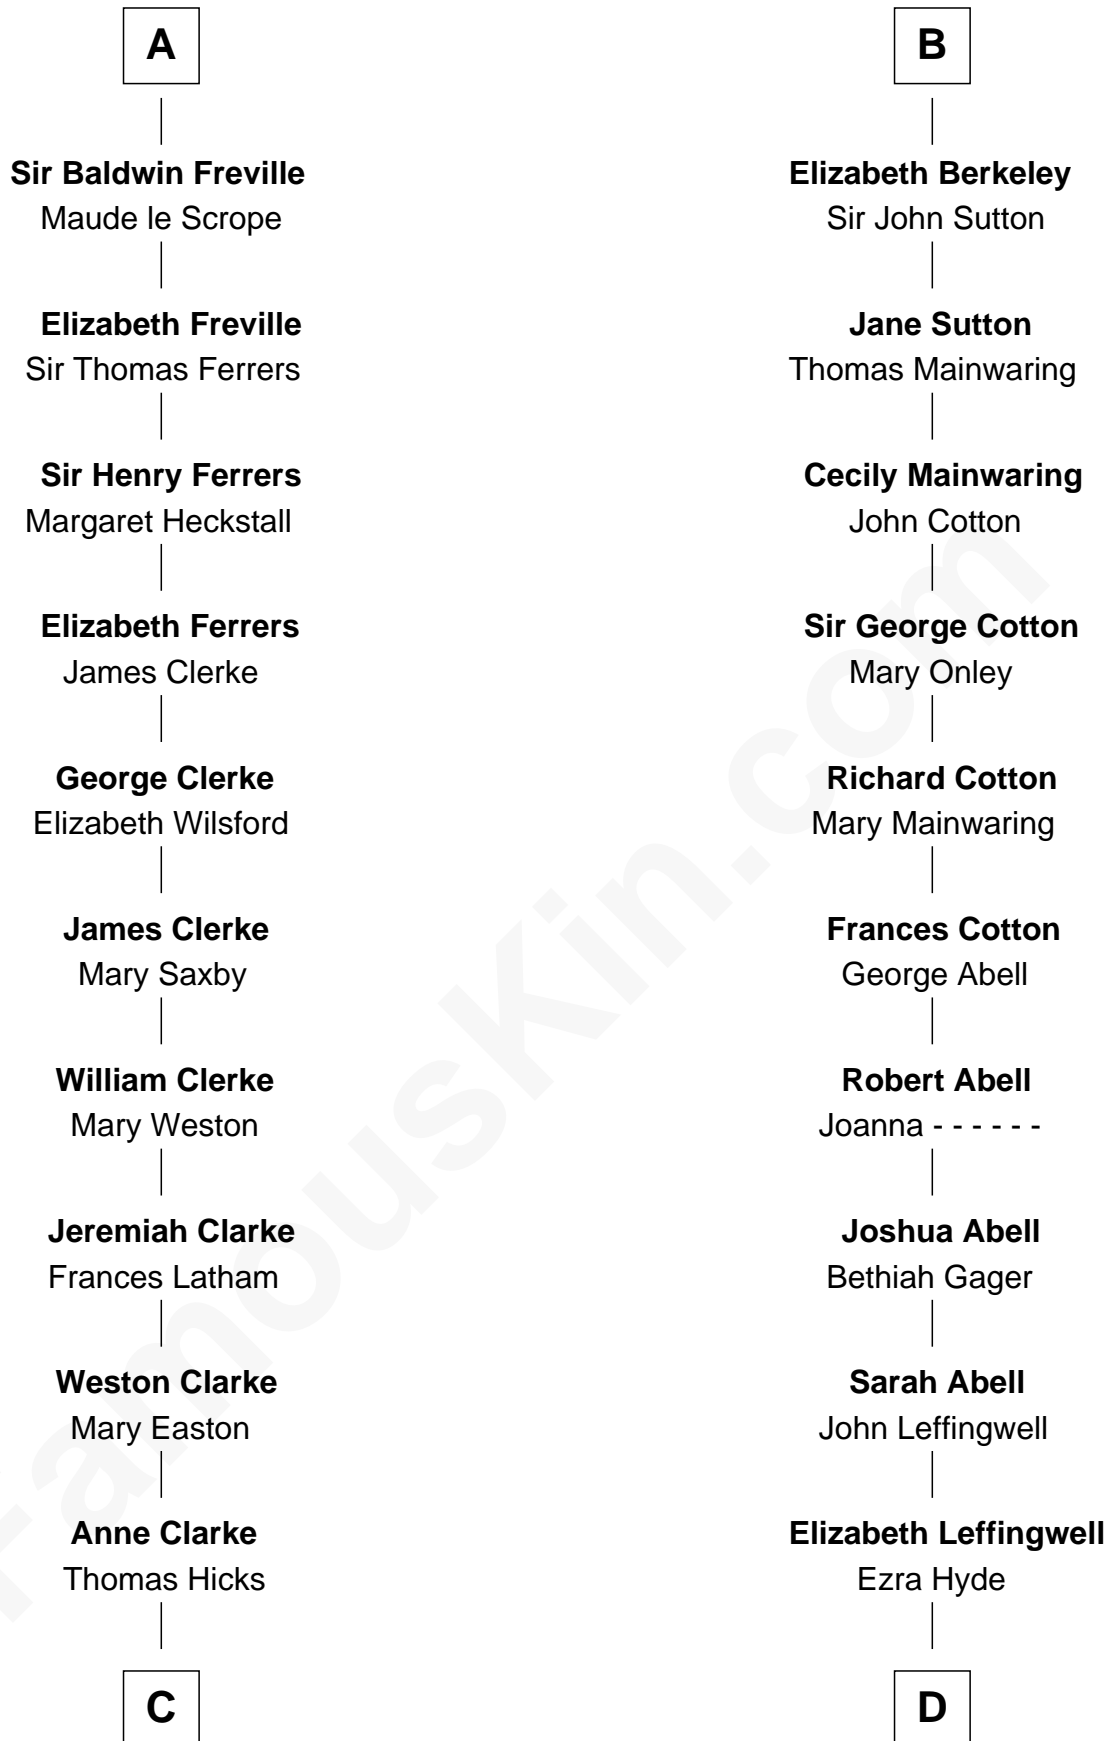 A
Sir Baldwin Freville
Maude le Scrope
Elizabeth Freville
Sir Thomas Ferrers
Sir Henry Ferrers
Margaret Heckstall
Elizabeth Ferrers
James Clerke
George Clerke
Elizabeth Wilsford
James Clerke
Mary Saxby
William Clerke
Mary Weston
Jeremiah Clarke
Frances Latham
Weston Clarke
Mary Easton
Anne Clarke
Thomas Hicks
C
B
Elizabeth Berkeley
Sir John Sutton
Jane Sutton
Thomas Mainwaring
Cecily Mainwaring
John Cotton
Sir George Cotton
Mary Onley
Richard Cotton
Mary Mainwaring
Frances Cotton
George Abell
Robert Abell
Joanna - - - - - -
Joshua Abell
Bethiah Gager
Sarah Abell
John Leffingwell
Elizabeth Leffingwell
Ezra Hyde
D
FamousKin.com